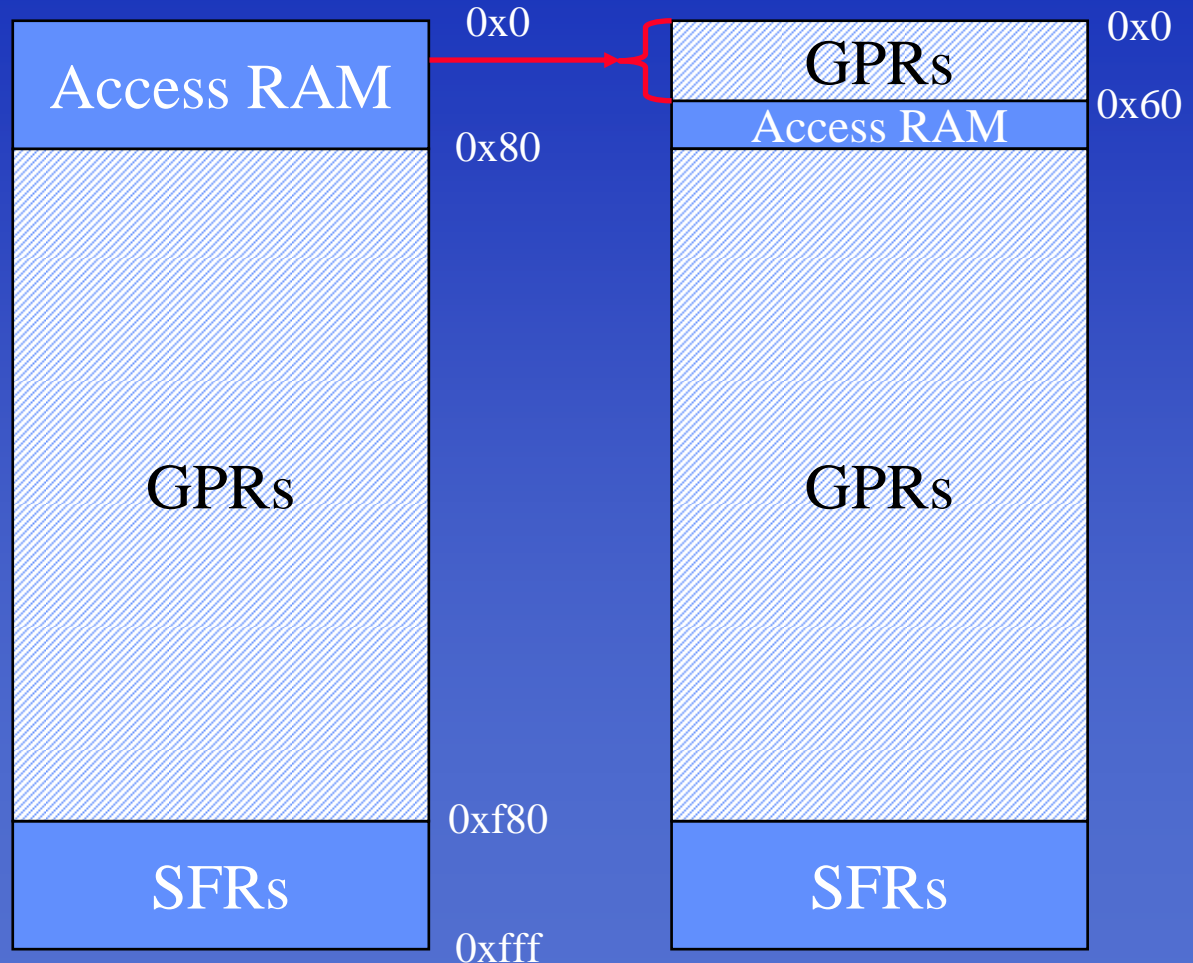 0x0
Access RAM
0x80
GPRs
0xf80
SFRs
0xfff
0x0
GPRs
0x60
Access RAM
GPRs
SFRs